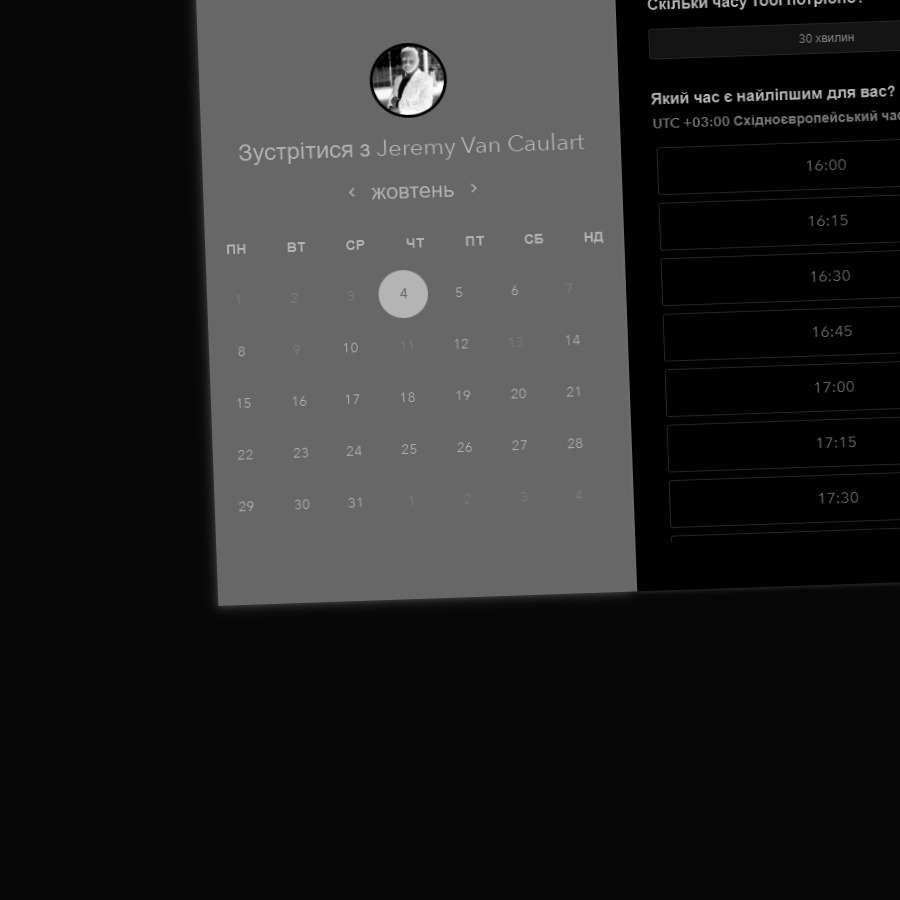 Зустрітися з Jeremy Van Caulart
‹ жовтень ›
ПН ВТ СР ЧТ ПТ СБ НД
1 2 3 4 5 6 7
8 9 10 11 12 13 14
15 16 17 18 19 20 21
22 23 24 25 26 27 28
29 30 31 1 2 3 4
Скільки часу тобі потрібно?
30 хвилин
Який час є найліпшим для вас?
UTC +03:00 Східноєвропейський
16:00
16:15
16:30
16:45
17:00
17:15
17:30